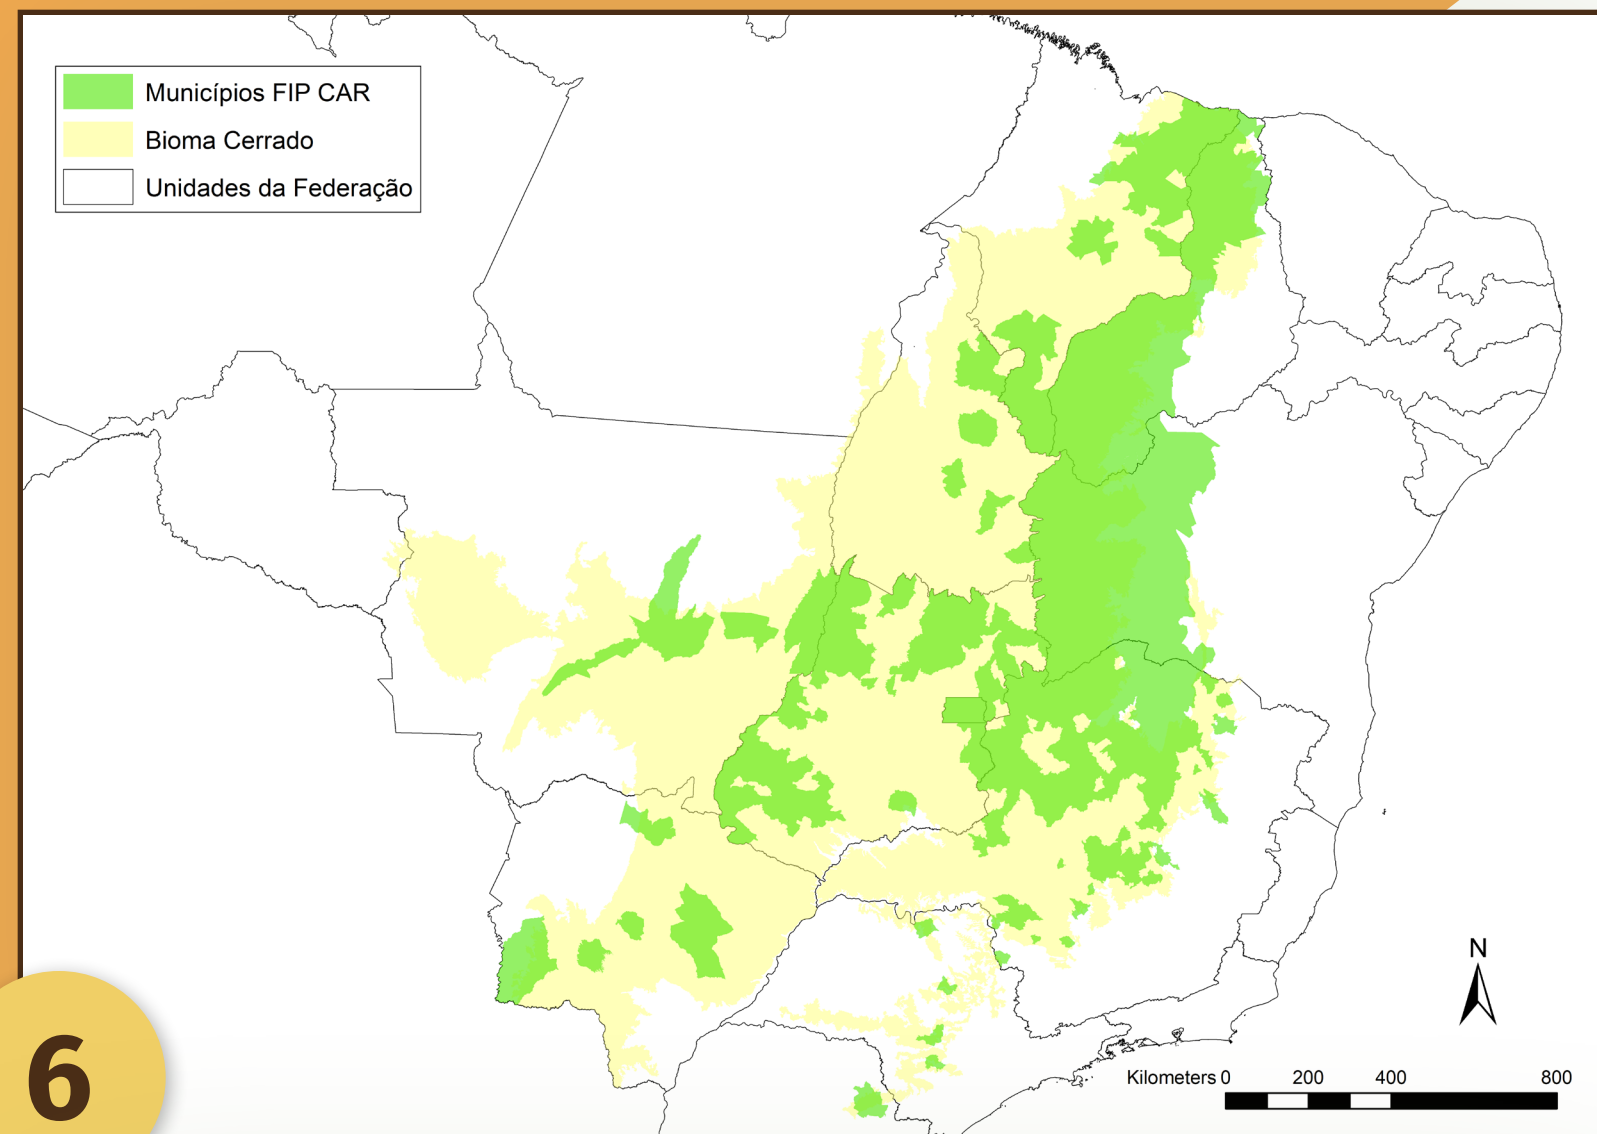 Municípios FIP CAR
Bioma Cerrado
Unidades da Federação
N
Kilometers 0 200 400 800
6